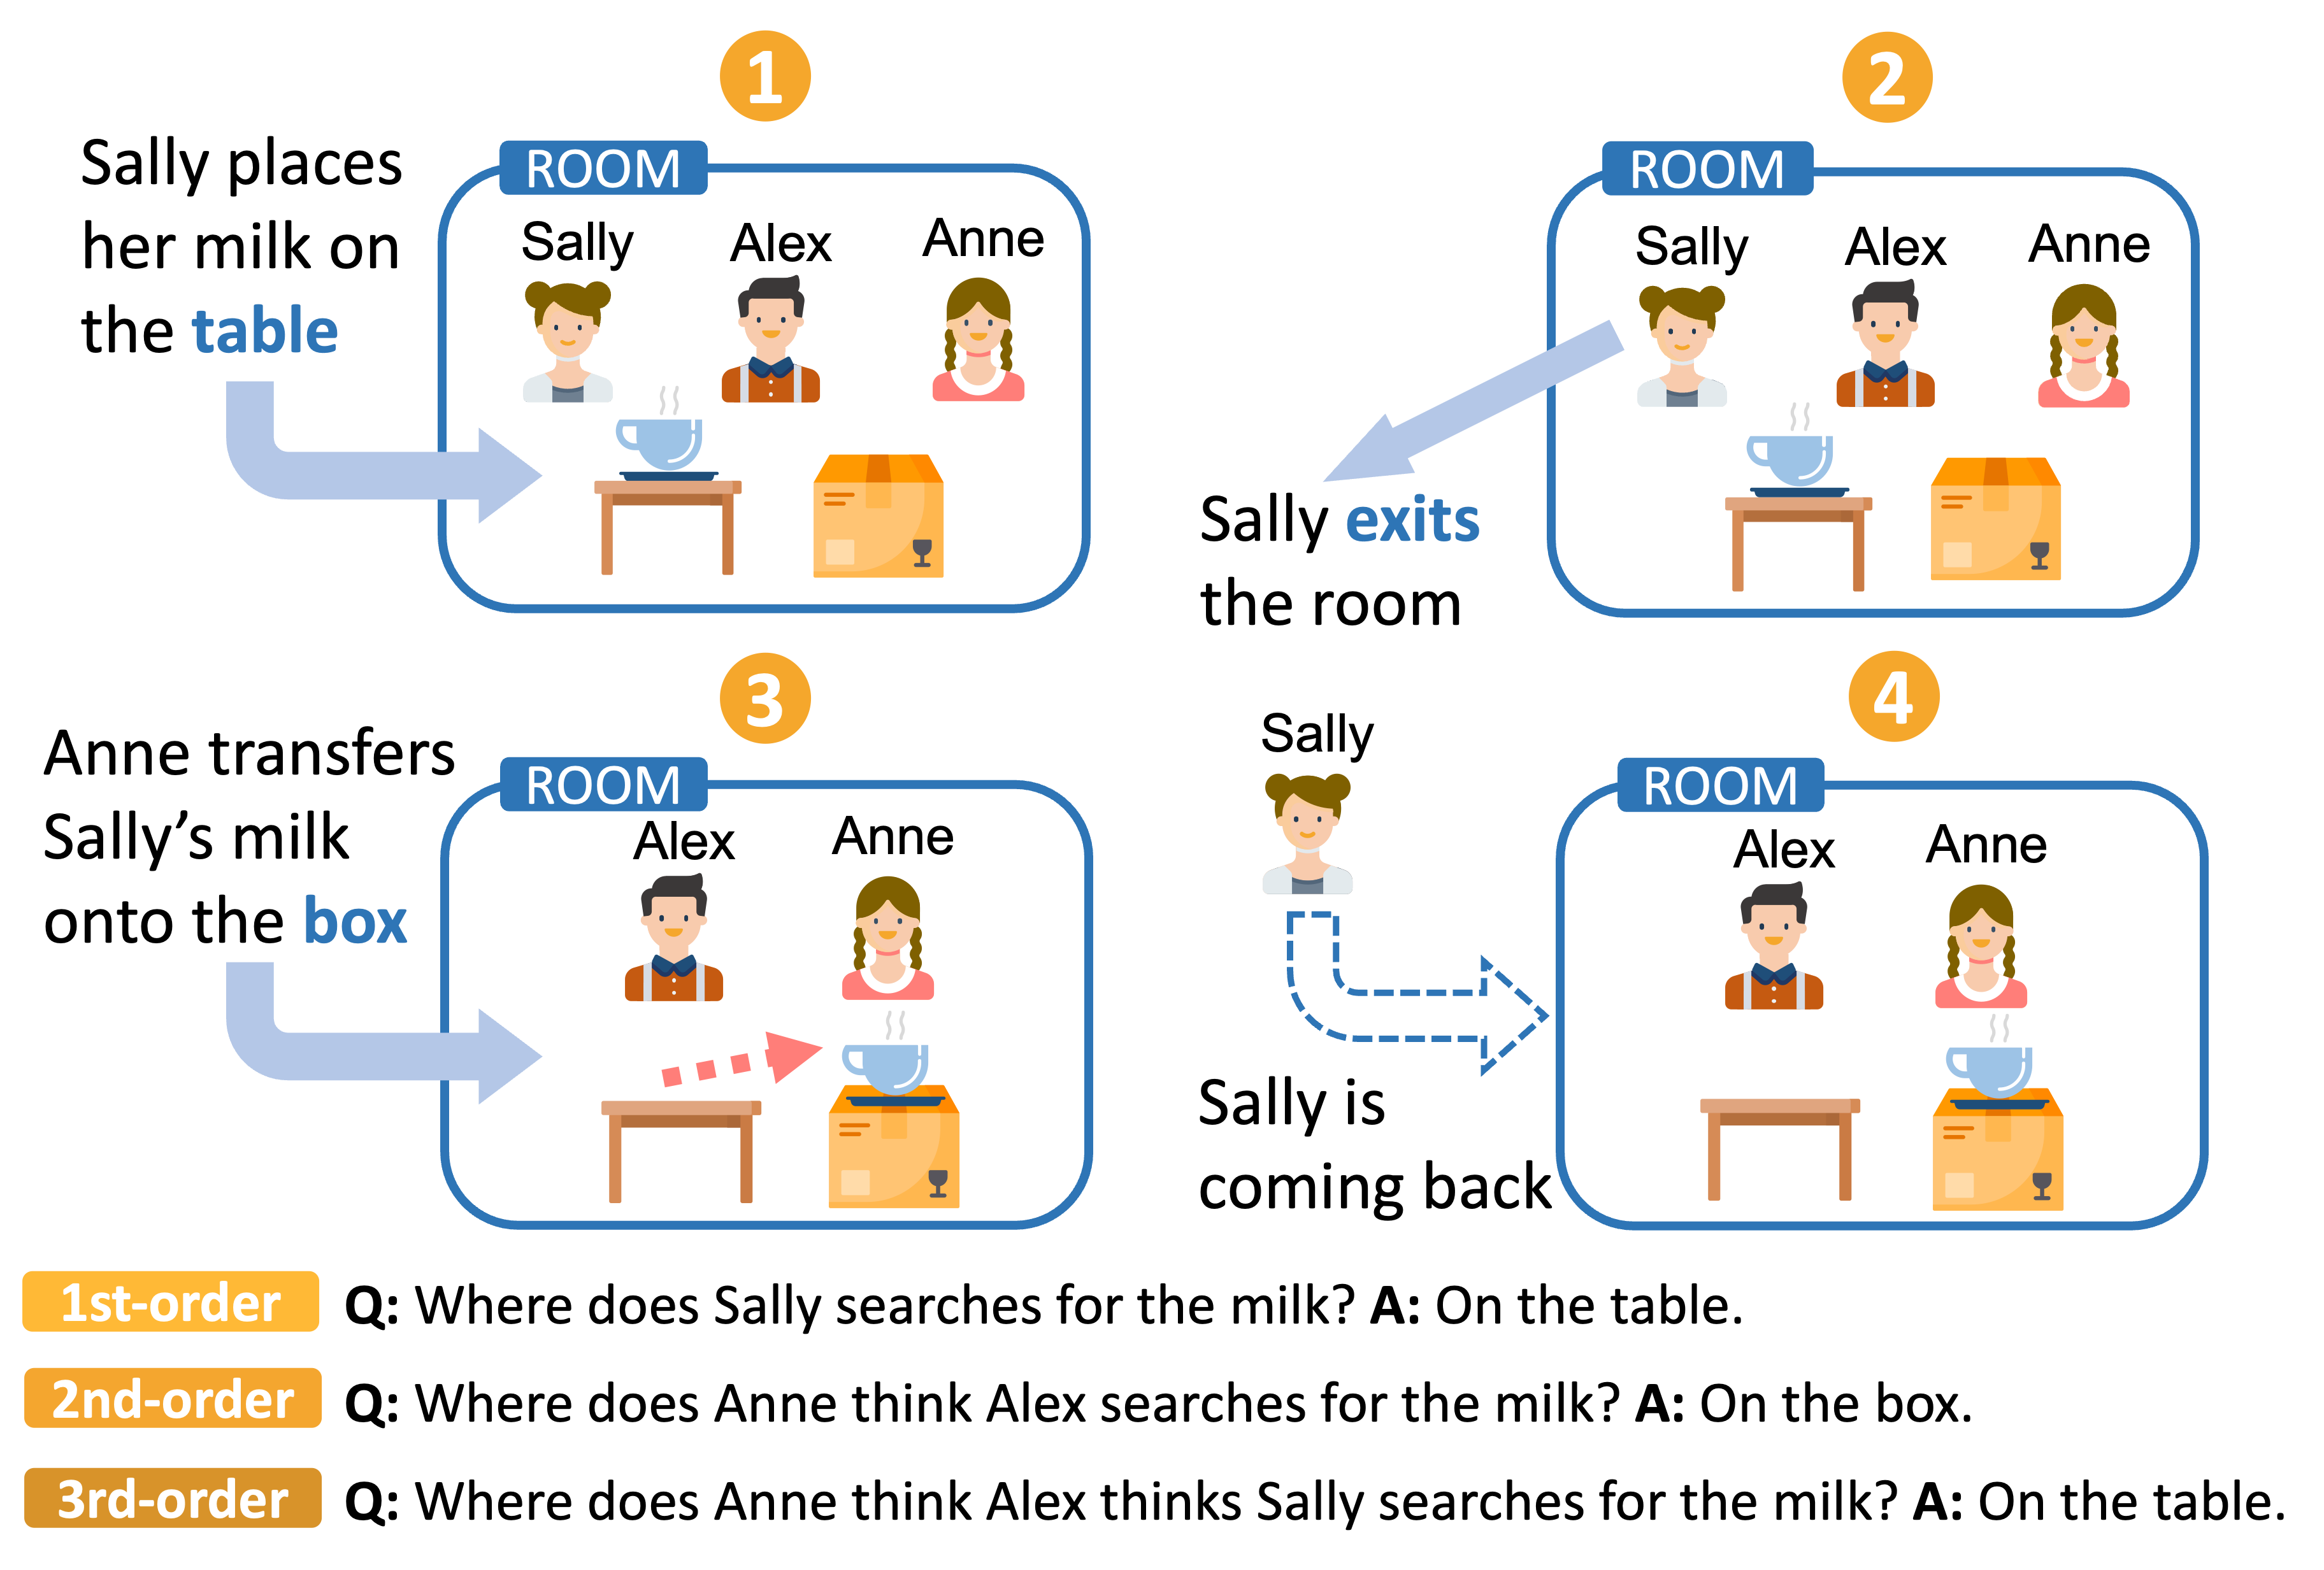 1
Sally places
her milk on
the table
ROOM
Sally Alex Anne
2
ROOM
Sally Alex Anne
Sally exits
the room
3
Anne transfers
Sally’s milk
onto the box
ROOM
Alex Anne
4
Sally
ROOM
Alex Anne
Sally is
coming back
1st-order Q: Where does Sally searches for the milk? A: On the table.
2nd-order Q: Where does Anne think Alex searches for the milk? A: On the box.
3rd-order Q: Where does Anne think Alex thinks Sally searches for the milk? A: On the table.